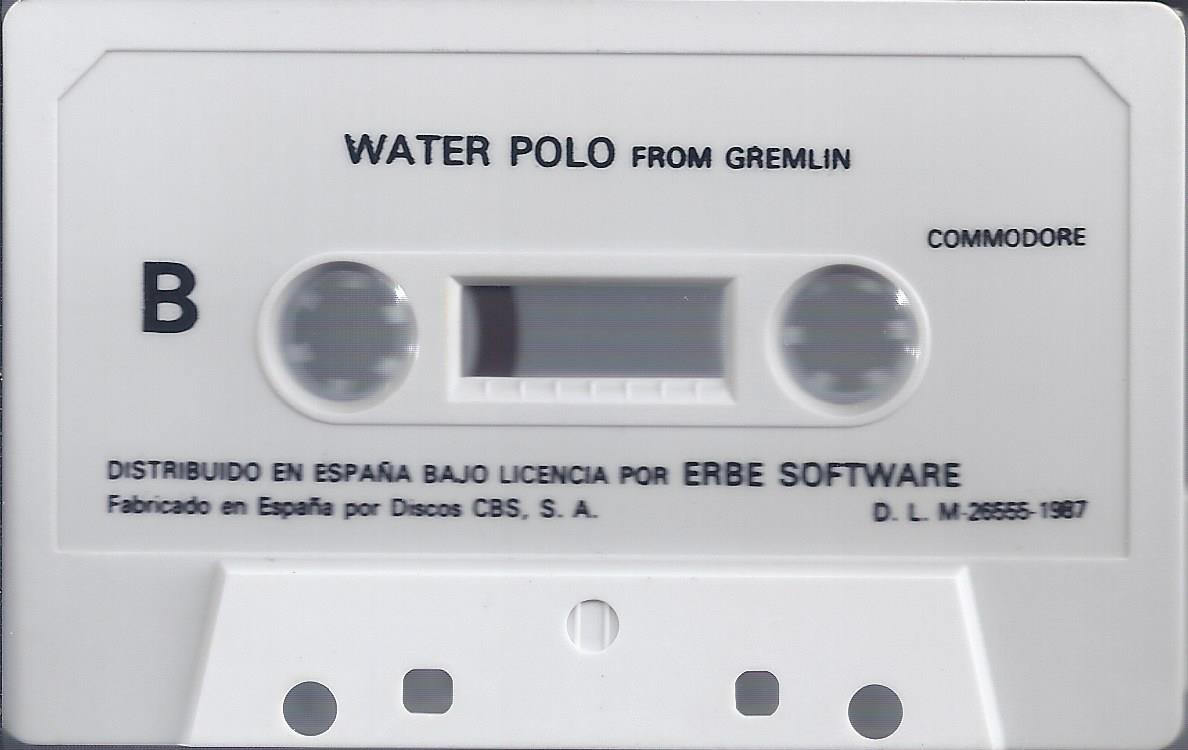 WATER POLO FROM GREMLIN
COMMODORE
B
DISTRIBUIDO EN ESPAÑA BAJO LICENCIA POR ERBE SOFTWARE
Fabricado en España por Discos CBS, S. A. D. L. M-26555-1987